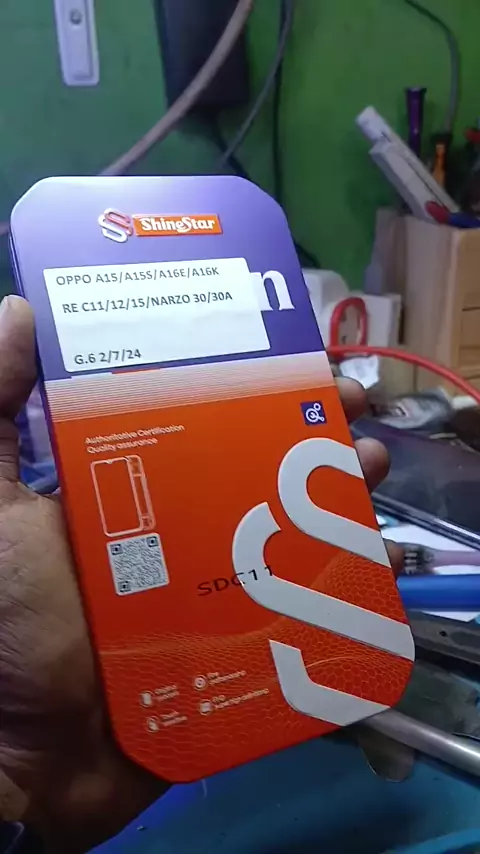 ShineStar
OPPO A15/A15S/A16E/A16K
RE C11/12/15/NARZO 30/30A
G.6 2/7/24
n
Authoritative Certification
Quality assurance
SDC11